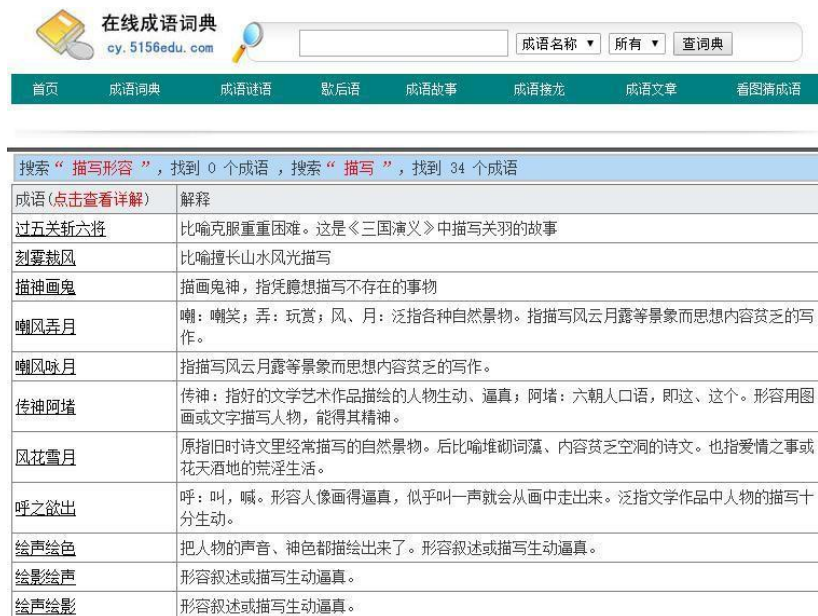 在线成语词典
cy.5156edu.com
成语名称 ▼ 所有 ▼ 查词典
首页 成语词典 成语谜语 歇后语 成语故事 成语接龙 成语文章 看图猜成语
搜索“ 描写形容 ”，找到 0 个成语 ，搜索“ 描写 ”，找到 34 个成语
成语(点击查看详解) 解释
过五关斩六将 比喻克服重重困难。这是《三国演义》中描写关羽的故事
刻雾裁风 比喻擅长山水风光描写
描神画鬼 描画鬼神，指凭臆想描写不存在的事物
嘲风弄月 嘲：嘲笑；弄：玩赏；风、月：泛指各种自然景物。指描写风云月露等景象而思想内容贫乏的写
作。
嘲风咏月 指描写风云月露等景象而思想内容贫乏的写作。
传神阿堵 传神：指好的文学艺术作品描绘的人物生动、逼真；阿堵：六朝人口语，即这、这个。形容用图
画或文字描写人物，能得其精神。
风花雪月 原指旧时诗文里经常描写的自然景物。后比喻堆砌词藻、内容贫乏空洞的诗文。也指爱情之事或
花天酒地的荒淫生活。
呼之欲出 呼：叫，喊。形容人像画得逼真，似乎叫一声就会从画中走出来。泛指文学作品中人物的描写十
分生动。
绘声绘色 把人物的声音、神色都描绘出来了。形容叙述或描写生动逼真。
绘影绘声 形容叙述或描写生动逼真。
绘声绘影 形容叙述或描写生动逼真。